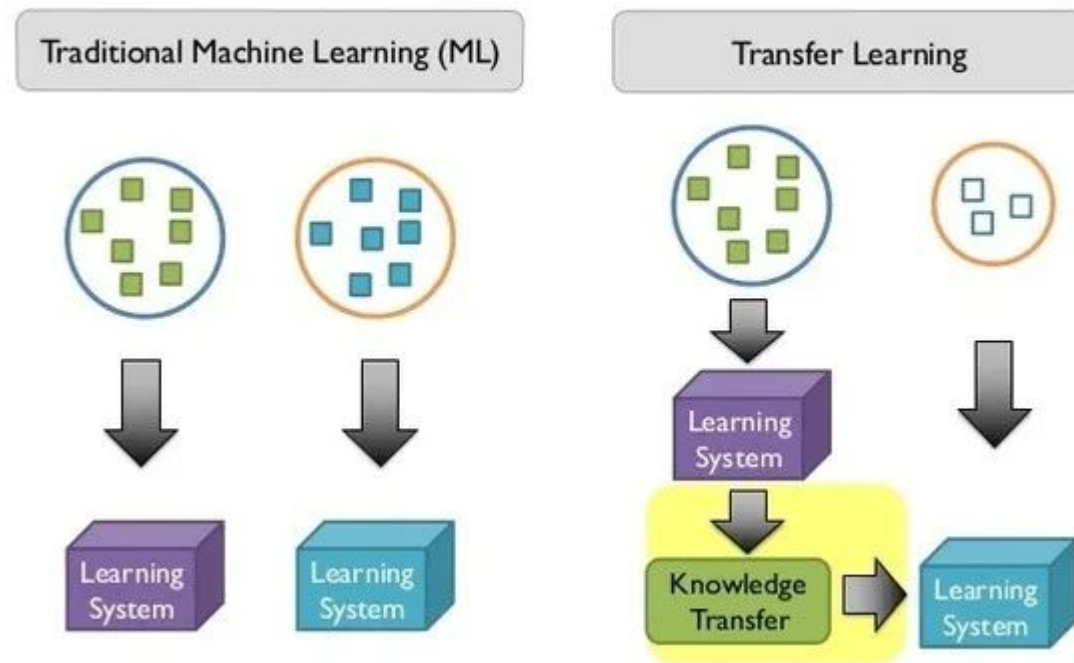 Traditional Machine Learning (ML)
Transfer Learning
Learning
System
Learning
System
Learning
System
Knowledge
Transfer
Learning
System